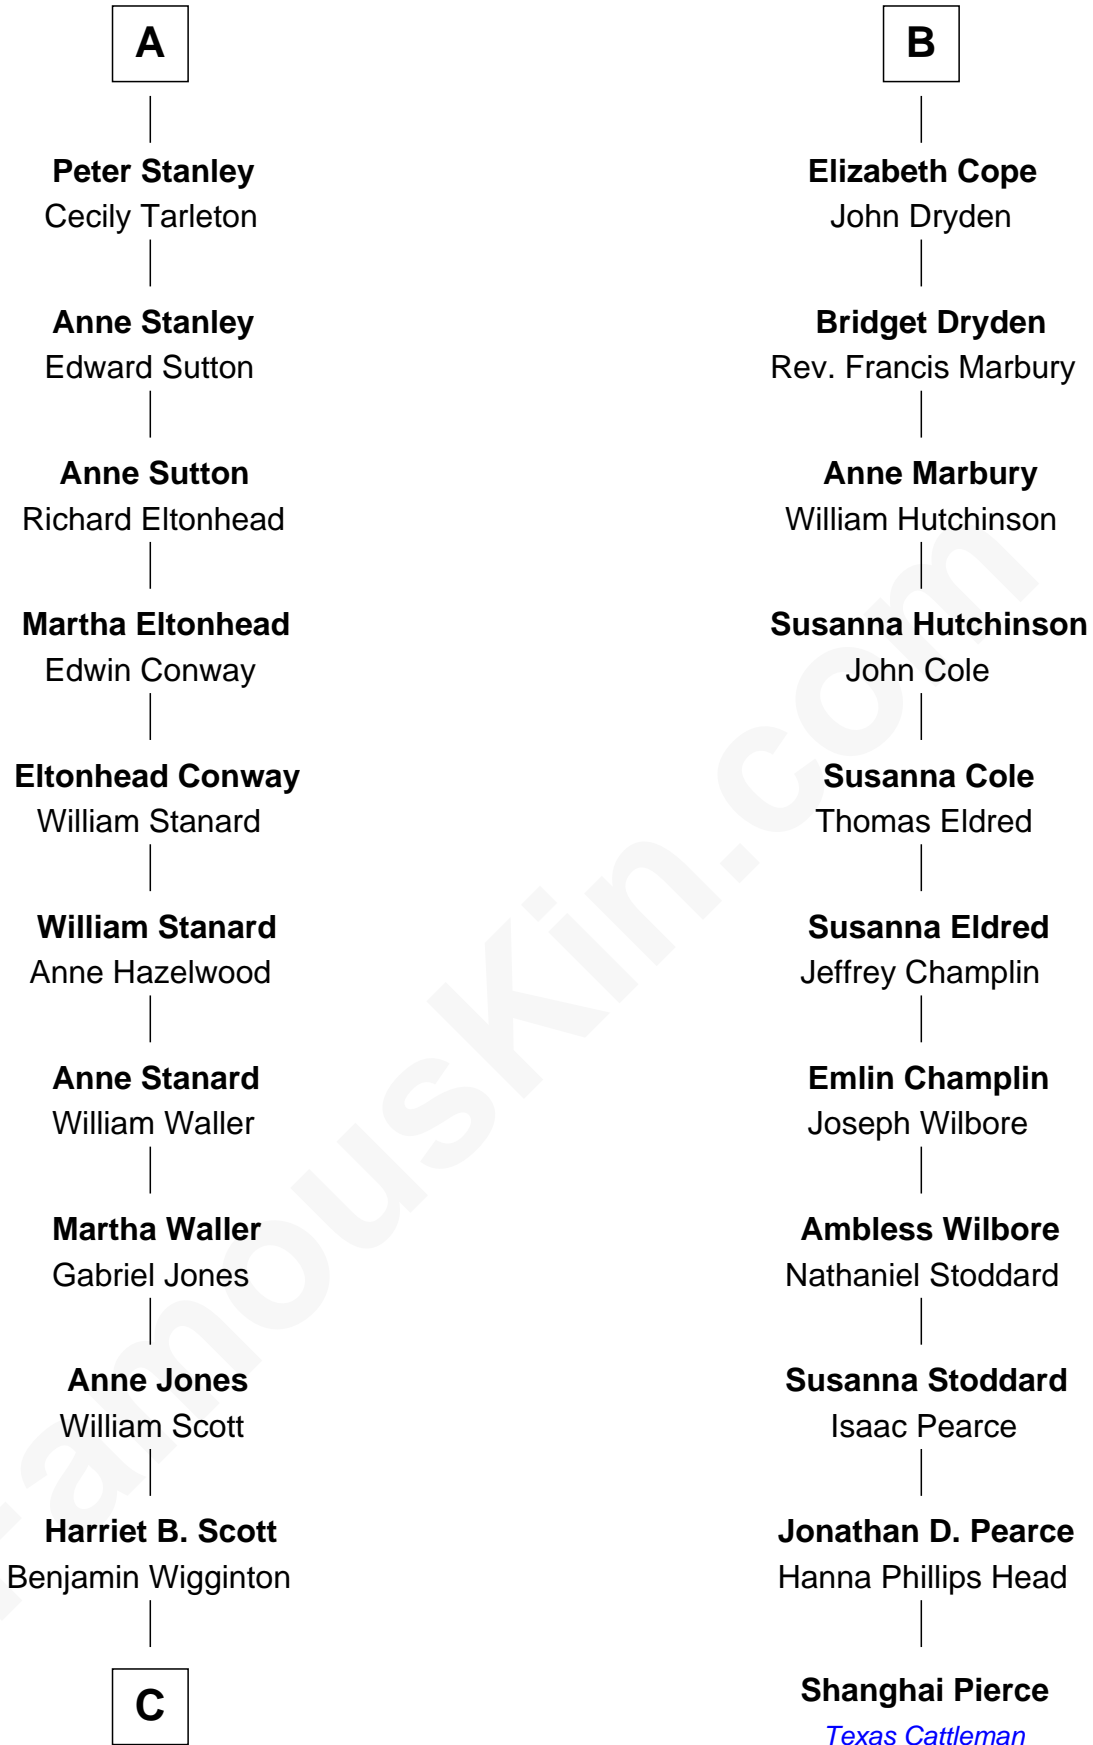 A
Peter Stanley
Cecily Tarleton
Anne Stanley
Edward Sutton
Anne Sutton
Richard Eltonhead
Martha Eltonhead
Edwin Conway
Eltonhead Conway
William Stanard
William Stanard
Anne Hazelwood
Anne Stanard
William Waller
Martha Waller
Gabriel Jones
Anne Jones
William Scott
Harriet B. Scott
Benjamin Wigginton
C
B
Elizabeth Cope
John Dryden
Bridget Dryden
Rev. Francis Marbury
Anne Marbury
William Hutchinson
Susanna Hutchinson
John Cole
Susanna Cole
Thomas Eldred
Susanna Eldred
Jeffrey Champlin
Emlin Champlin
Joseph Wilbore
Ambless Wilbore
Nathaniel Stoddard
Susanna Stoddard
Isaac Pearce
Jonathan D. Pearce
Hanna Phillips Head
Shanghai Pierce
Texas Cattleman
FamousKin.com